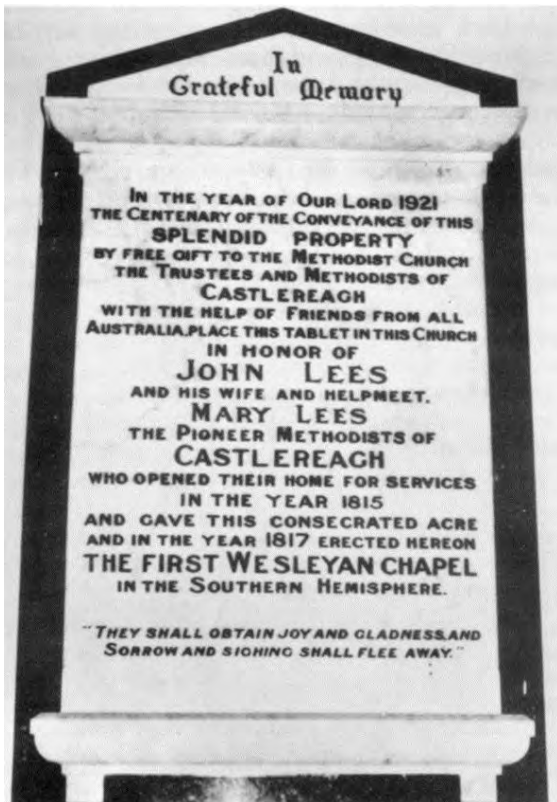 In
Grateful Memory
IN THE YEAR OF OUR LORD 1921
THE CENTENARY OF THE CONVEYANCE OF THIS
SPLENDID PROPERTY
BY FREE GIFT TO THE METHODIST CHURCH
THE TRUSTEES AND METHODISTS OF
CASTLEREAGH
WITH THE HELP OF FRIENDS FROM ALL
AUSTRALIA, PLACE THIS TABLET IN THIS CHURCH
IN HONOR OF
JOHN LEES
AND HIS WIFE AND HELPMEET.
MARY LEES
THE PIONEER METHODISTS OF
CASTLEREAGH
WHO OPENED THEIR HOME FOR SERVICES
IN THE YEAR 1815
AND GAVE THIS CONSECRATED ACRE
AND IN THE YEAR 1817 ERECTED HEREON
THE FIRST WESLEYAN CHAPEL
IN THE SOUTHERN HEMISPHERE.
"THEY SHALL OBTAIN JOY AND GLADNESS, AND
SORROW AND SIGHING SHALL FLEE AWAY."